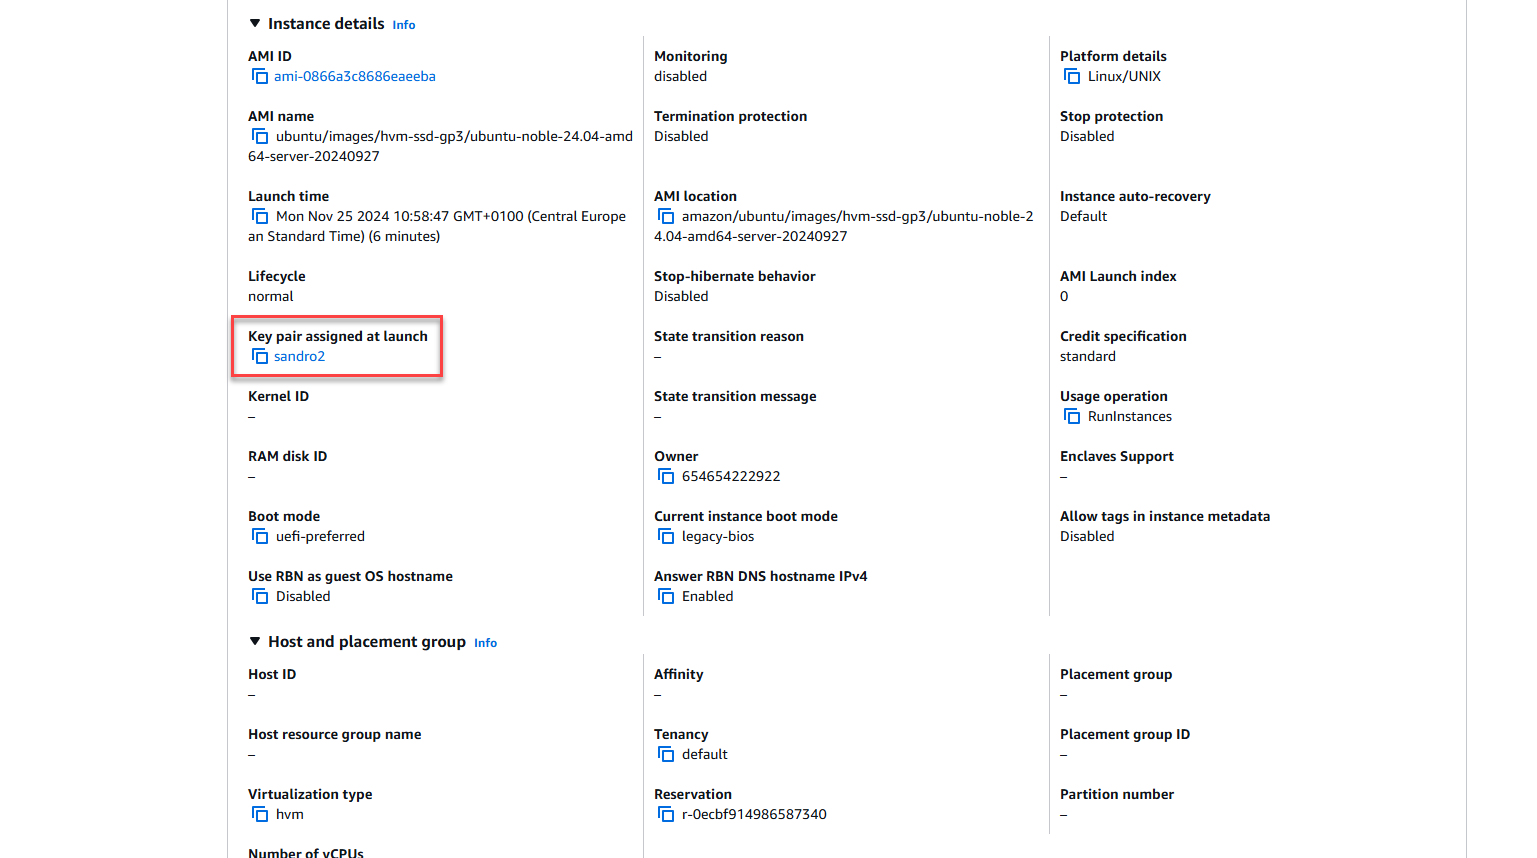 Instance details Info
AMI ID
ami-0866a3c8686eaeeba
Monitoring
disabled
Platform details
Linux/UNIX
AMI name
ubuntu/images/hvm-ssd-gp3/ubuntu-noble-24.04-amd
64-server-20240927
Termination protection
Disabled
Stop protection
Disabled
Launch time
Mon Nov 25 2024 10:58:47 GMT+0100 (Central Europe
an Standard Time) (6 minutes)
AMI location
amazon/ubuntu/images/hvm-ssd-gp3/ubuntu-noble-2
4.04-amd64-server-20240927
Instance auto-recovery
Default
Lifecycle
normal
Stop-hibernate behavior
Disabled
AMI Launch index
0
Key pair assigned at launch
sandro2
State transition reason
–
Credit specification
standard
Kernel ID
–
State transition message
–
Usage operation
RunInstances
RAM disk ID
–
Owner
654654222922
Enclaves Support
–
Boot mode
uefi-preferred
Current instance boot mode
legacy-bios
Allow tags in instance metadata
Disabled
Use RBN as guest OS hostname
Disabled
Answer RBN DNS hostname IPv4
Enabled
Host and placement group Info
Host ID
–
Affinity
–
Placement group
–
Host resource group name
–
Tenancy
default
Placement group ID
–
Virtualization type
hvm
Reservation
r-0ecbf914986587340
Partition number
–
Number of vCPUs